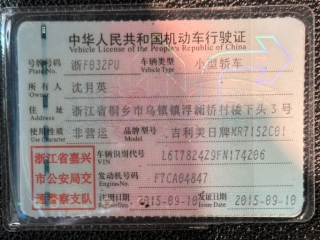 中华人民共和国机动车行驶证
Vehicle License of the People's Republic of China
号牌号码 浙F032PU 车辆类型 小型轿车
Plate No. Vehicle Type
所有人 沈月英
Owner
住址 浙江省桐乡市乌镇镇浮澜桥村楼下头3号
Address
使用性质 非营运 品牌型号 吉利美日牌MR7152C01
Use Character Model
浙江省嘉兴
市公安局交
通警察支队
车辆识别代号 L6T7824Z9FN174206
VIN
发动机号码 F7CA04847
Engine No.
注册日期 2015-09-10 发证日期 2015-09-10
Register Date Issue Date